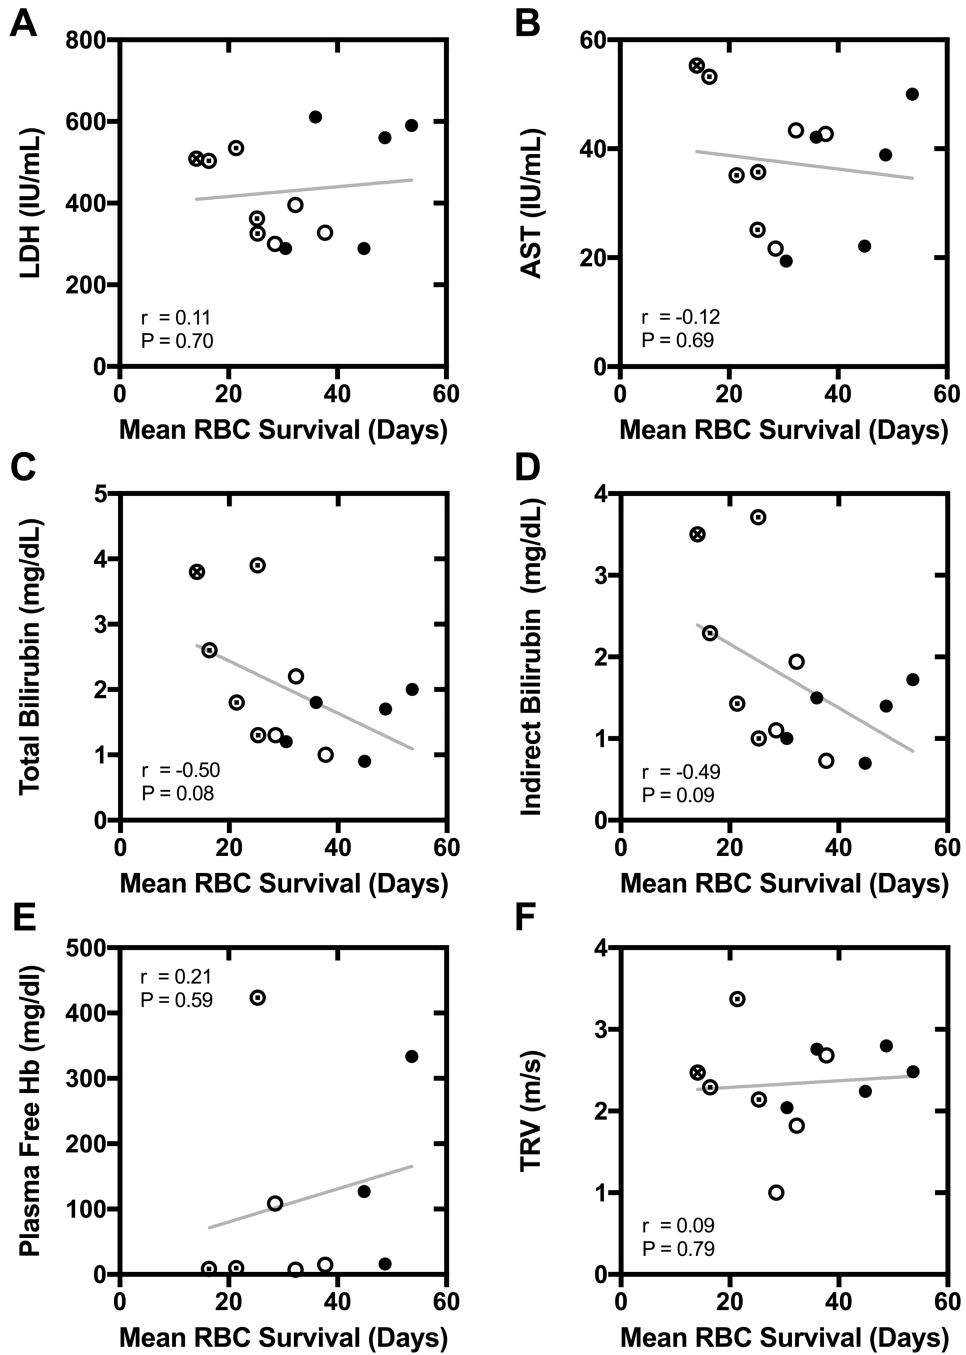 A
LDH (IU/mL)
800
600
400
200
0
r = 0.11
P = 0.70
0 20 40 60
Mean RBC Survival (Days)
B
AST (IU/mL)
60
40
20
0
r = -0.12
P = 0.69
0 20 40 60
Mean RBC Survival (Days)
C
Total Bilirubin (mg/dL)
5
4
3
2
1
0
r = -0.50
P = 0.08
0 20 40 60
Mean RBC Survival (Days)
D
Indirect Bilirubin (mg/dL)
4
3
2
1
0
r = -0.49
P = 0.09
0 20 40 60
Mean RBC Survival (Days)
E
Plasma Free Hb (mg/dl)
500
400
300
200
100
0
r = 0.21
P = 0.59
0 20 40 60
Mean RBC Survival (Days)
F
TRV (m/s)
4
3
2
1
0
r = 0.09
P = 0.79
0 20 40 60
Mean RBC Survival (Days)